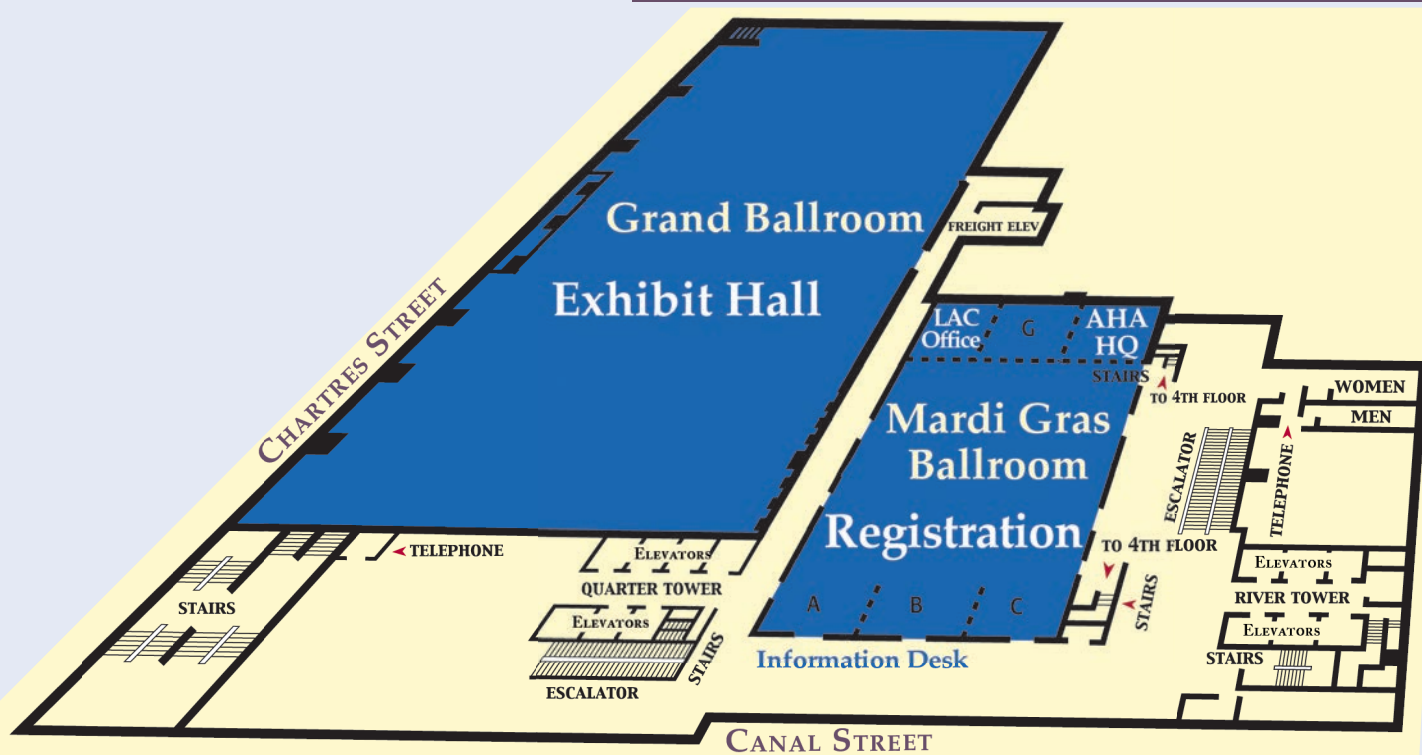 Grand Ballroom
Exhibit Hall
FREIGHT ELEV
CHARTRES STREET
LAC
Office
G
AHA
HQ
STAIRS
TO 4TH FLOOR
WOMEN
MEN
Mardi Gras
Ballroom
Registration
ESCALATOR
TELEPHONE
TELEPHONE
ELEVATORS
QUARTER TOWER
TO 4TH FLOOR
ELEVATORS
RIVER TOWER
STAIRS
A
B
C
STAIRS
ELEVATORS
STAIRS
ELEVATORS
STAIRS
Information Desk
ESCALATOR
CANAL STREET